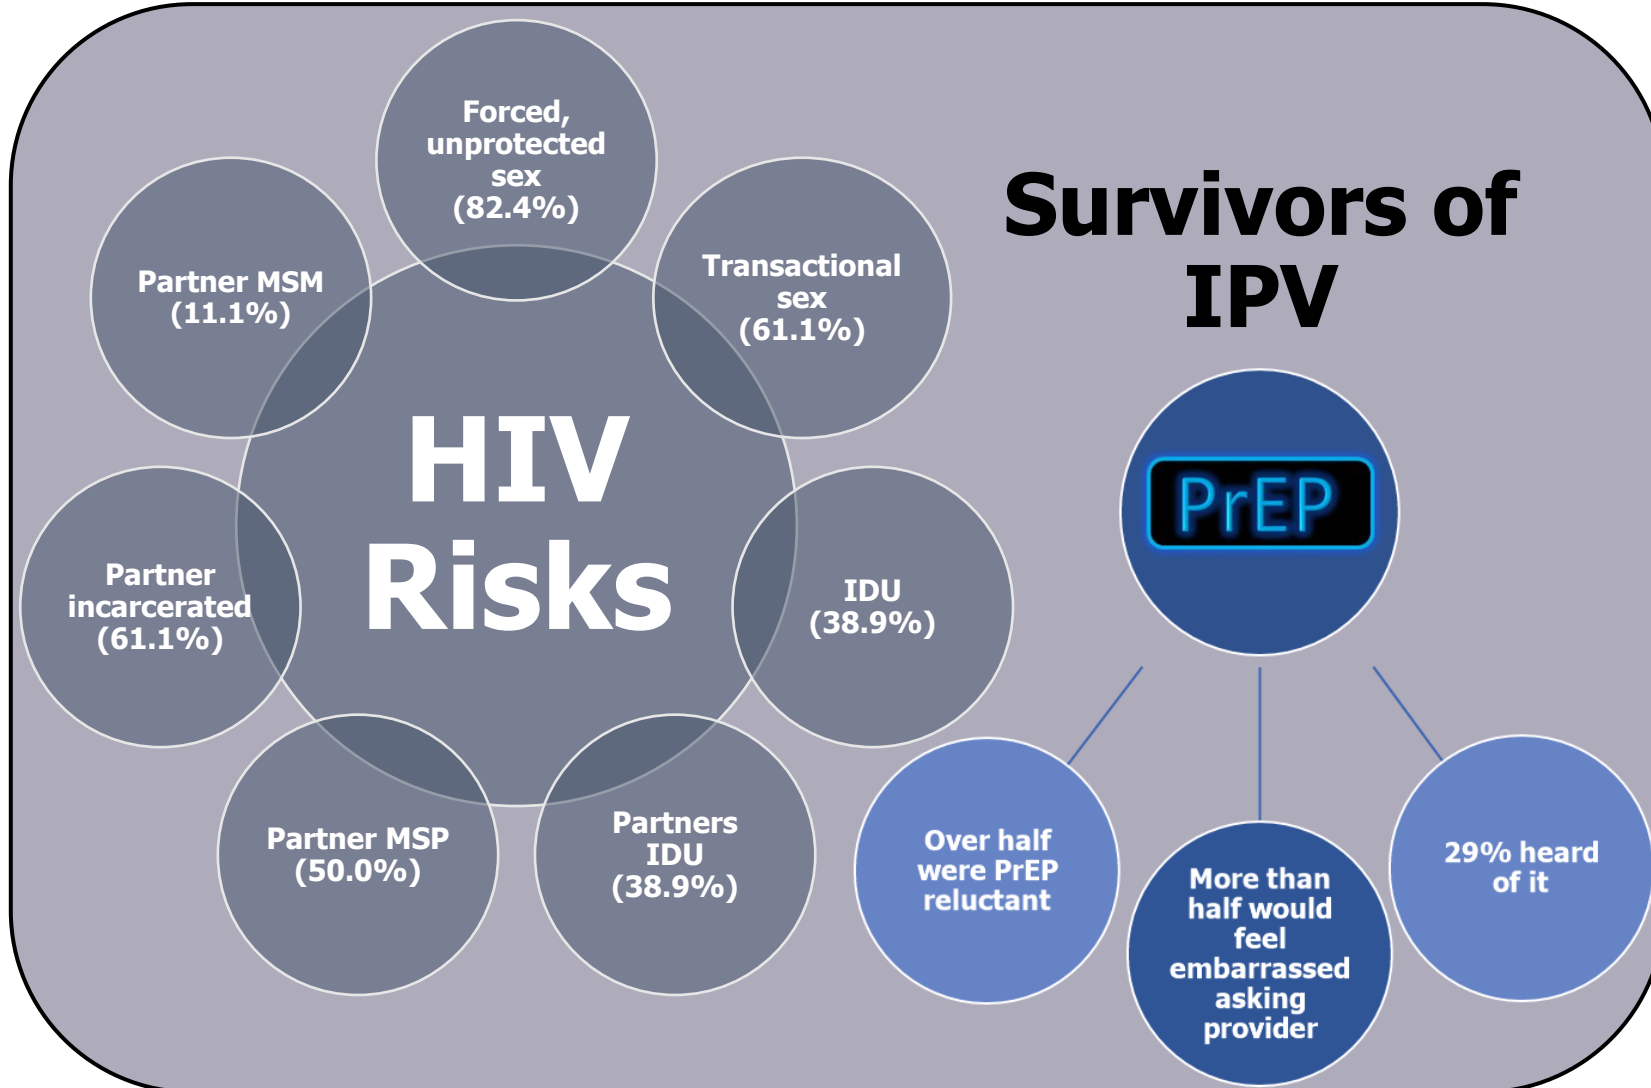 Survivors of
IPV
HIV
Risks
Forced,
unprotected
sex
(82.4%)
Transactional
sex
(61.1%)
IDU
(38.9%)
Partners
IDU
(38.9%)
Partner MSP
(50.0%)
Partner
incarcerated
(61.1%)
Partner MSM
(11.1%)
PrEP
Over half
were PrEP
reluctant
More than
half would
feel
embarrassed
asking
provider
29% heard
of it